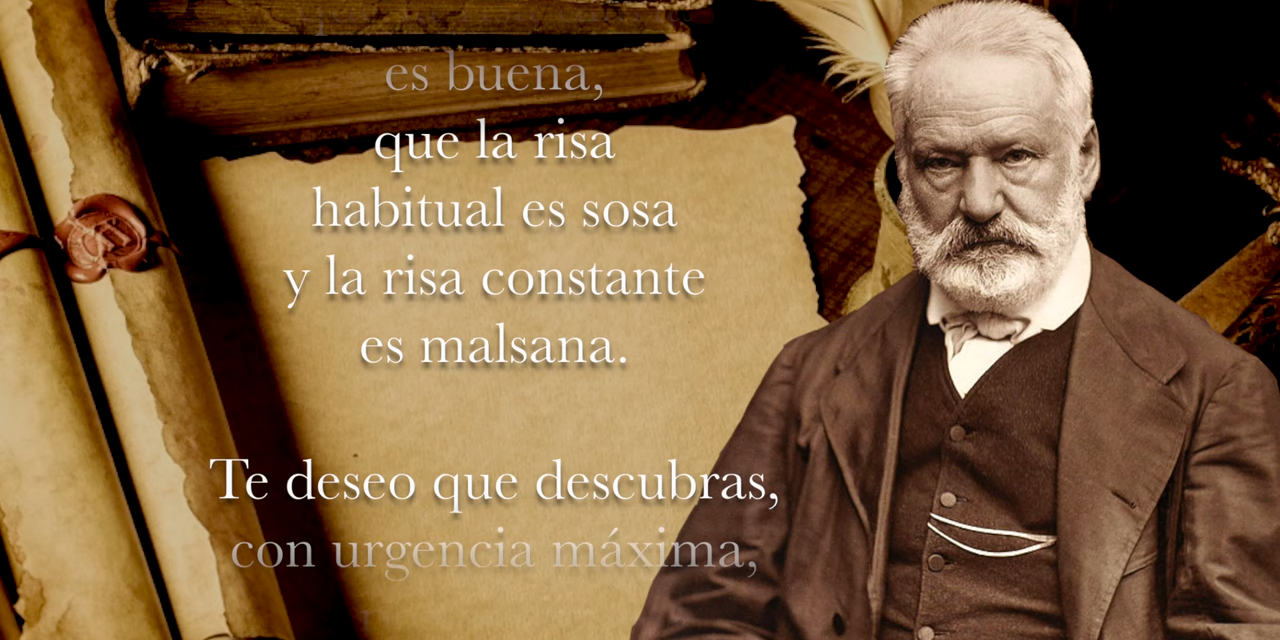 es buena,
que la risa
habitual es sosa
y la risa constante
es malsana.
Te deseo que descubras,
con urgencia máxima,